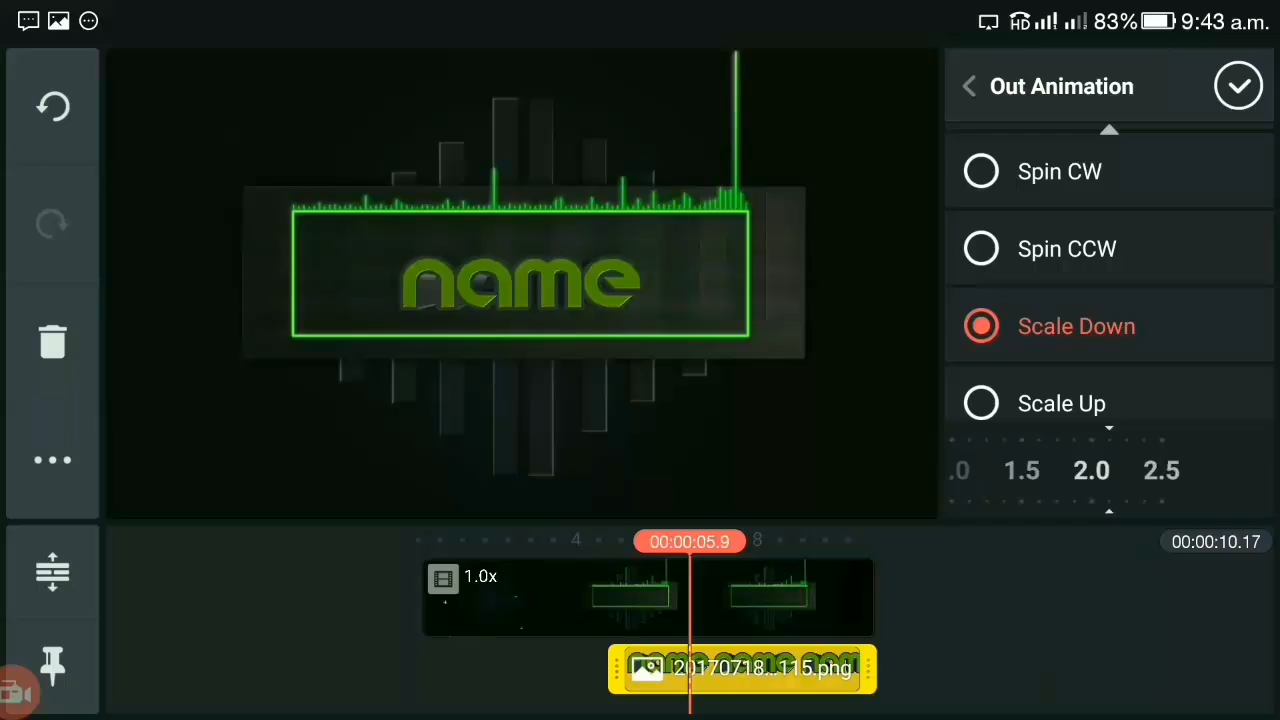 HD 83% 9:43 a.m.
Out Animation
Spin CW
Spin CCW
Scale Down
Scale Up
.0 1.5 2.0 2.5
name
4 00:00:05.9 8 00:00:10.17
1.0x
20170718... 115.png